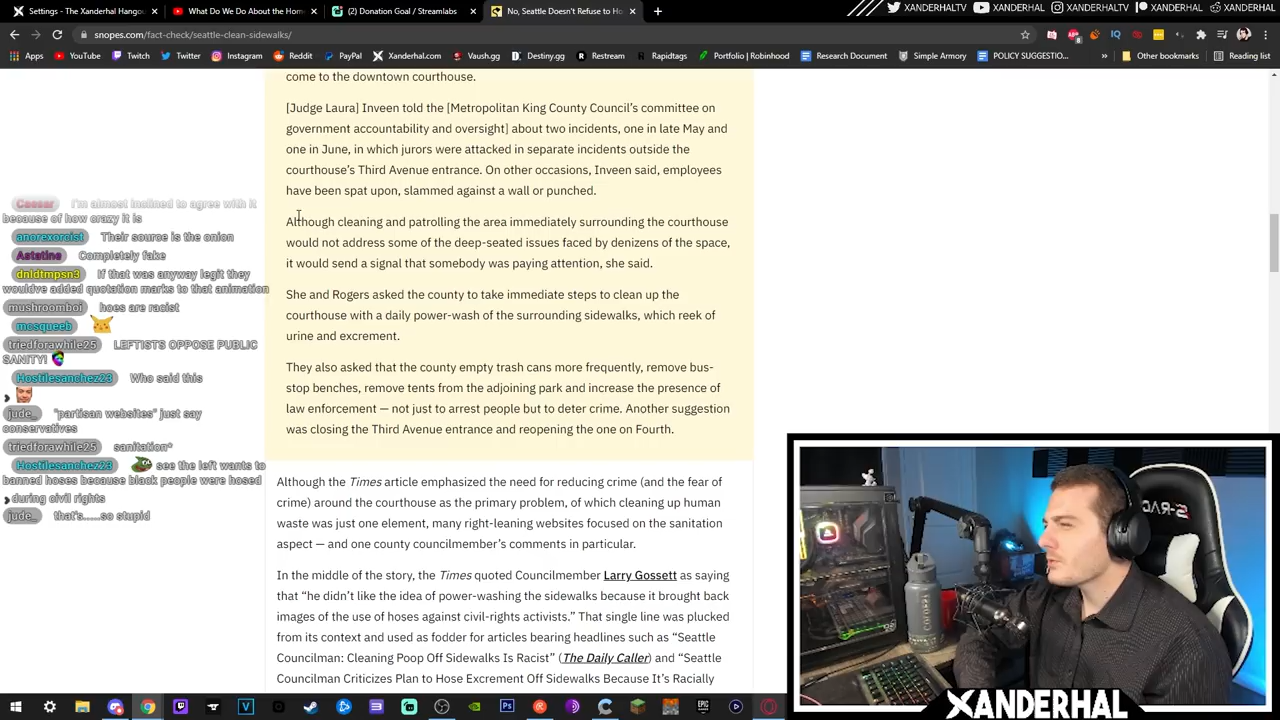 Settings - The Xanderhal Hangou
What Do We Do About the Hom
(2) Donation Goal / Streamlabs
No, Seattle Doesn't Refuse to Ho
XANDERHALTV
XANDERHAL
XANDERHAL
XANDERHAL
XANDERHAL
snopes.com/fact-check/seattle-clean-sidewalks/
Apps
YouTube
Twitch
Twitter
Instagram
Reddit
PayPal
Xanderhal.com
Vaush.gg
Destiny.gg
Rapidtags
Portfolio | Robinhood
Research Document
Simple Armory
POLICY SUGGESTIO...
Other bookmarks
Reading list
come to the downtown courthouse.
[Judge Laura] Inveen told the [Metropolitan King County Council's committee on
government accountability and oversight] about two incidents, one in late May and
one in June, in which jurors were attacked in separate incidents outside the
courthouse's Third Avenue entrance. On other occasions, Inveen said, employees
have been spat upon, slammed against a wall or punched.
Although cleaning and patrolling the area immediately surrounding the courthouse
would not address some of the deep-seated issues faced by denizens of the space,
it would send a signal that somebody was paying attention, she said.
She and Rogers asked the county to take immediate steps to clean up the
courthouse with a daily power-wash of the surrounding sidewalks, which reek of
urine and excrement.
They also asked that the county empty trash cans more frequently, remove bus-
stop benches, remove tents from the adjoining park and increase the presence of
law enforcement — not just to arrest people but to deter crime. Another suggestion
was closing the Third Avenue entrance and reopening the one on Fourth.
Although the Times article emphasized the need for reducing crime (and the fear of
crime) around the courthouse as the primary problem, of which cleaning up human
waste was just one element, many right-leaning websites focused on the sanitation
aspect — and one county councilmember's comments in particular.
In the middle of the story, the Times quoted Councilmember Larry Gossett as saying
that "he didn't like the idea of power-washing the sidewalks because it brought back
images of the use of hoses against civil-rights activists." That single line was plucked
from its context and used as fodder for articles bearing headlines such as "Seattle
Councilman: Cleaning Poop Off Sidewalks Is Racist" (The Daily Caller) and "Seattle
Councilman Criticizes Plan to Hose Excrement Off Sidewalks Because It's Racially
Caesar I'm almost inclined to agree with it
because of how crazy it is
anorexorcist Their source is the onion
Astatine Completely fake
dnldtmpsn3 If that was anyway legit they
wouldve added quotation marks to that animation
mushroomboi hoes are racist
mcsqueeb
triedforawhile25 LEFTISTS OPPOSE PUBLIC
SANITY!
Hostilesanchez23 Who said this
jude_ "partisan websites" just say
conservatives
triedforawhile25 sanitation*
Hostilesanchez23 see the left wants to
banned hoses because black people were hosed
during civil rights
jude_ that's......so stupid
XANDERHAL